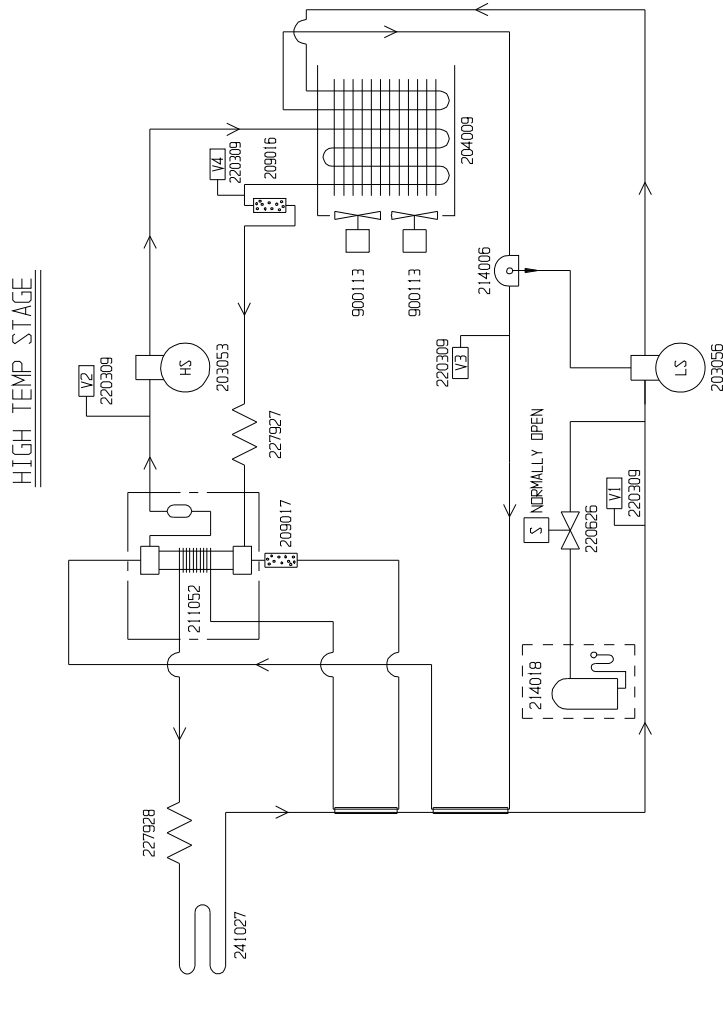 HIGH TEMP STAGE
V4
220309
209016
204009
900113
900113
214006
V2
220309
HS
203053
V3
220309
LS
203056
227927
NORMALLY OPEN
S
220626
V1
220309
209017
211052
214018
227928
241027